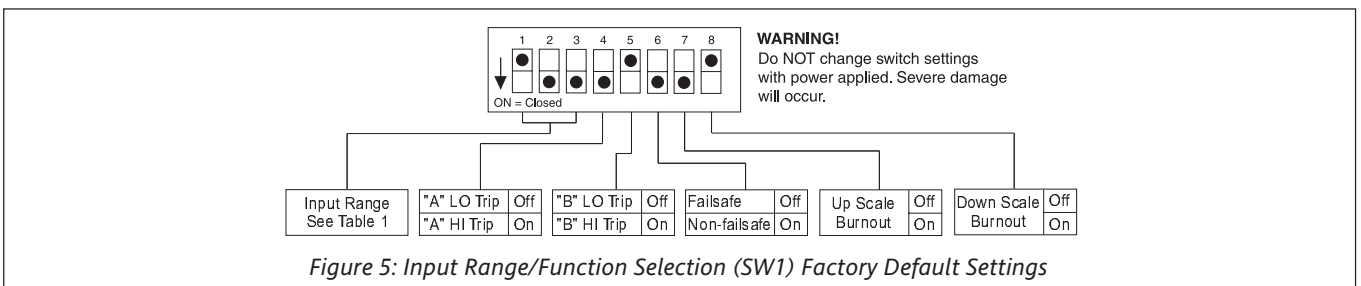 1 2 3 4 5 6 7 8
ON = Closed
WARNING!
Do NOT change switch settings
with power applied. Severe damage
will occur.
Input Range
See Table 1
"A" LO Trip Off
"A" HI Trip On
"B" LO Trip Off
"B" HI Trip On
Failsafe Off
Non-failsafe On
Up Scale
Burnout
Off
On
Down Scale
Burnout
Off
On
Figure 5: Input Range/Function Selection (SW1) Factory Default Settings